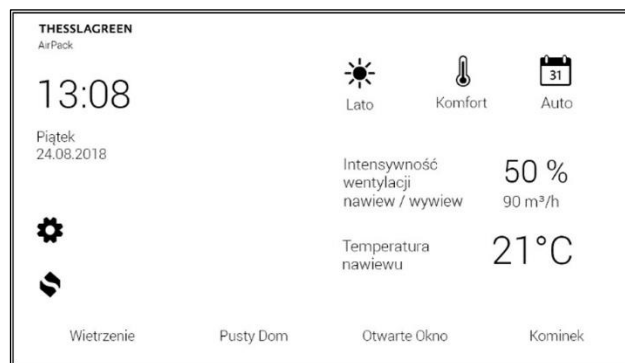 THESSLAGREEN
AirPack
13:08
Piątek
24.08.2018
31
Lato
Komfort
Auto
Intensywność
wentylacji
nawiew / wywiew
50 %
90 m³/h
Temperatura
nawiewu
21°C
Wietrzenie
Pusty Dom
Otwarte Okno
Kominek